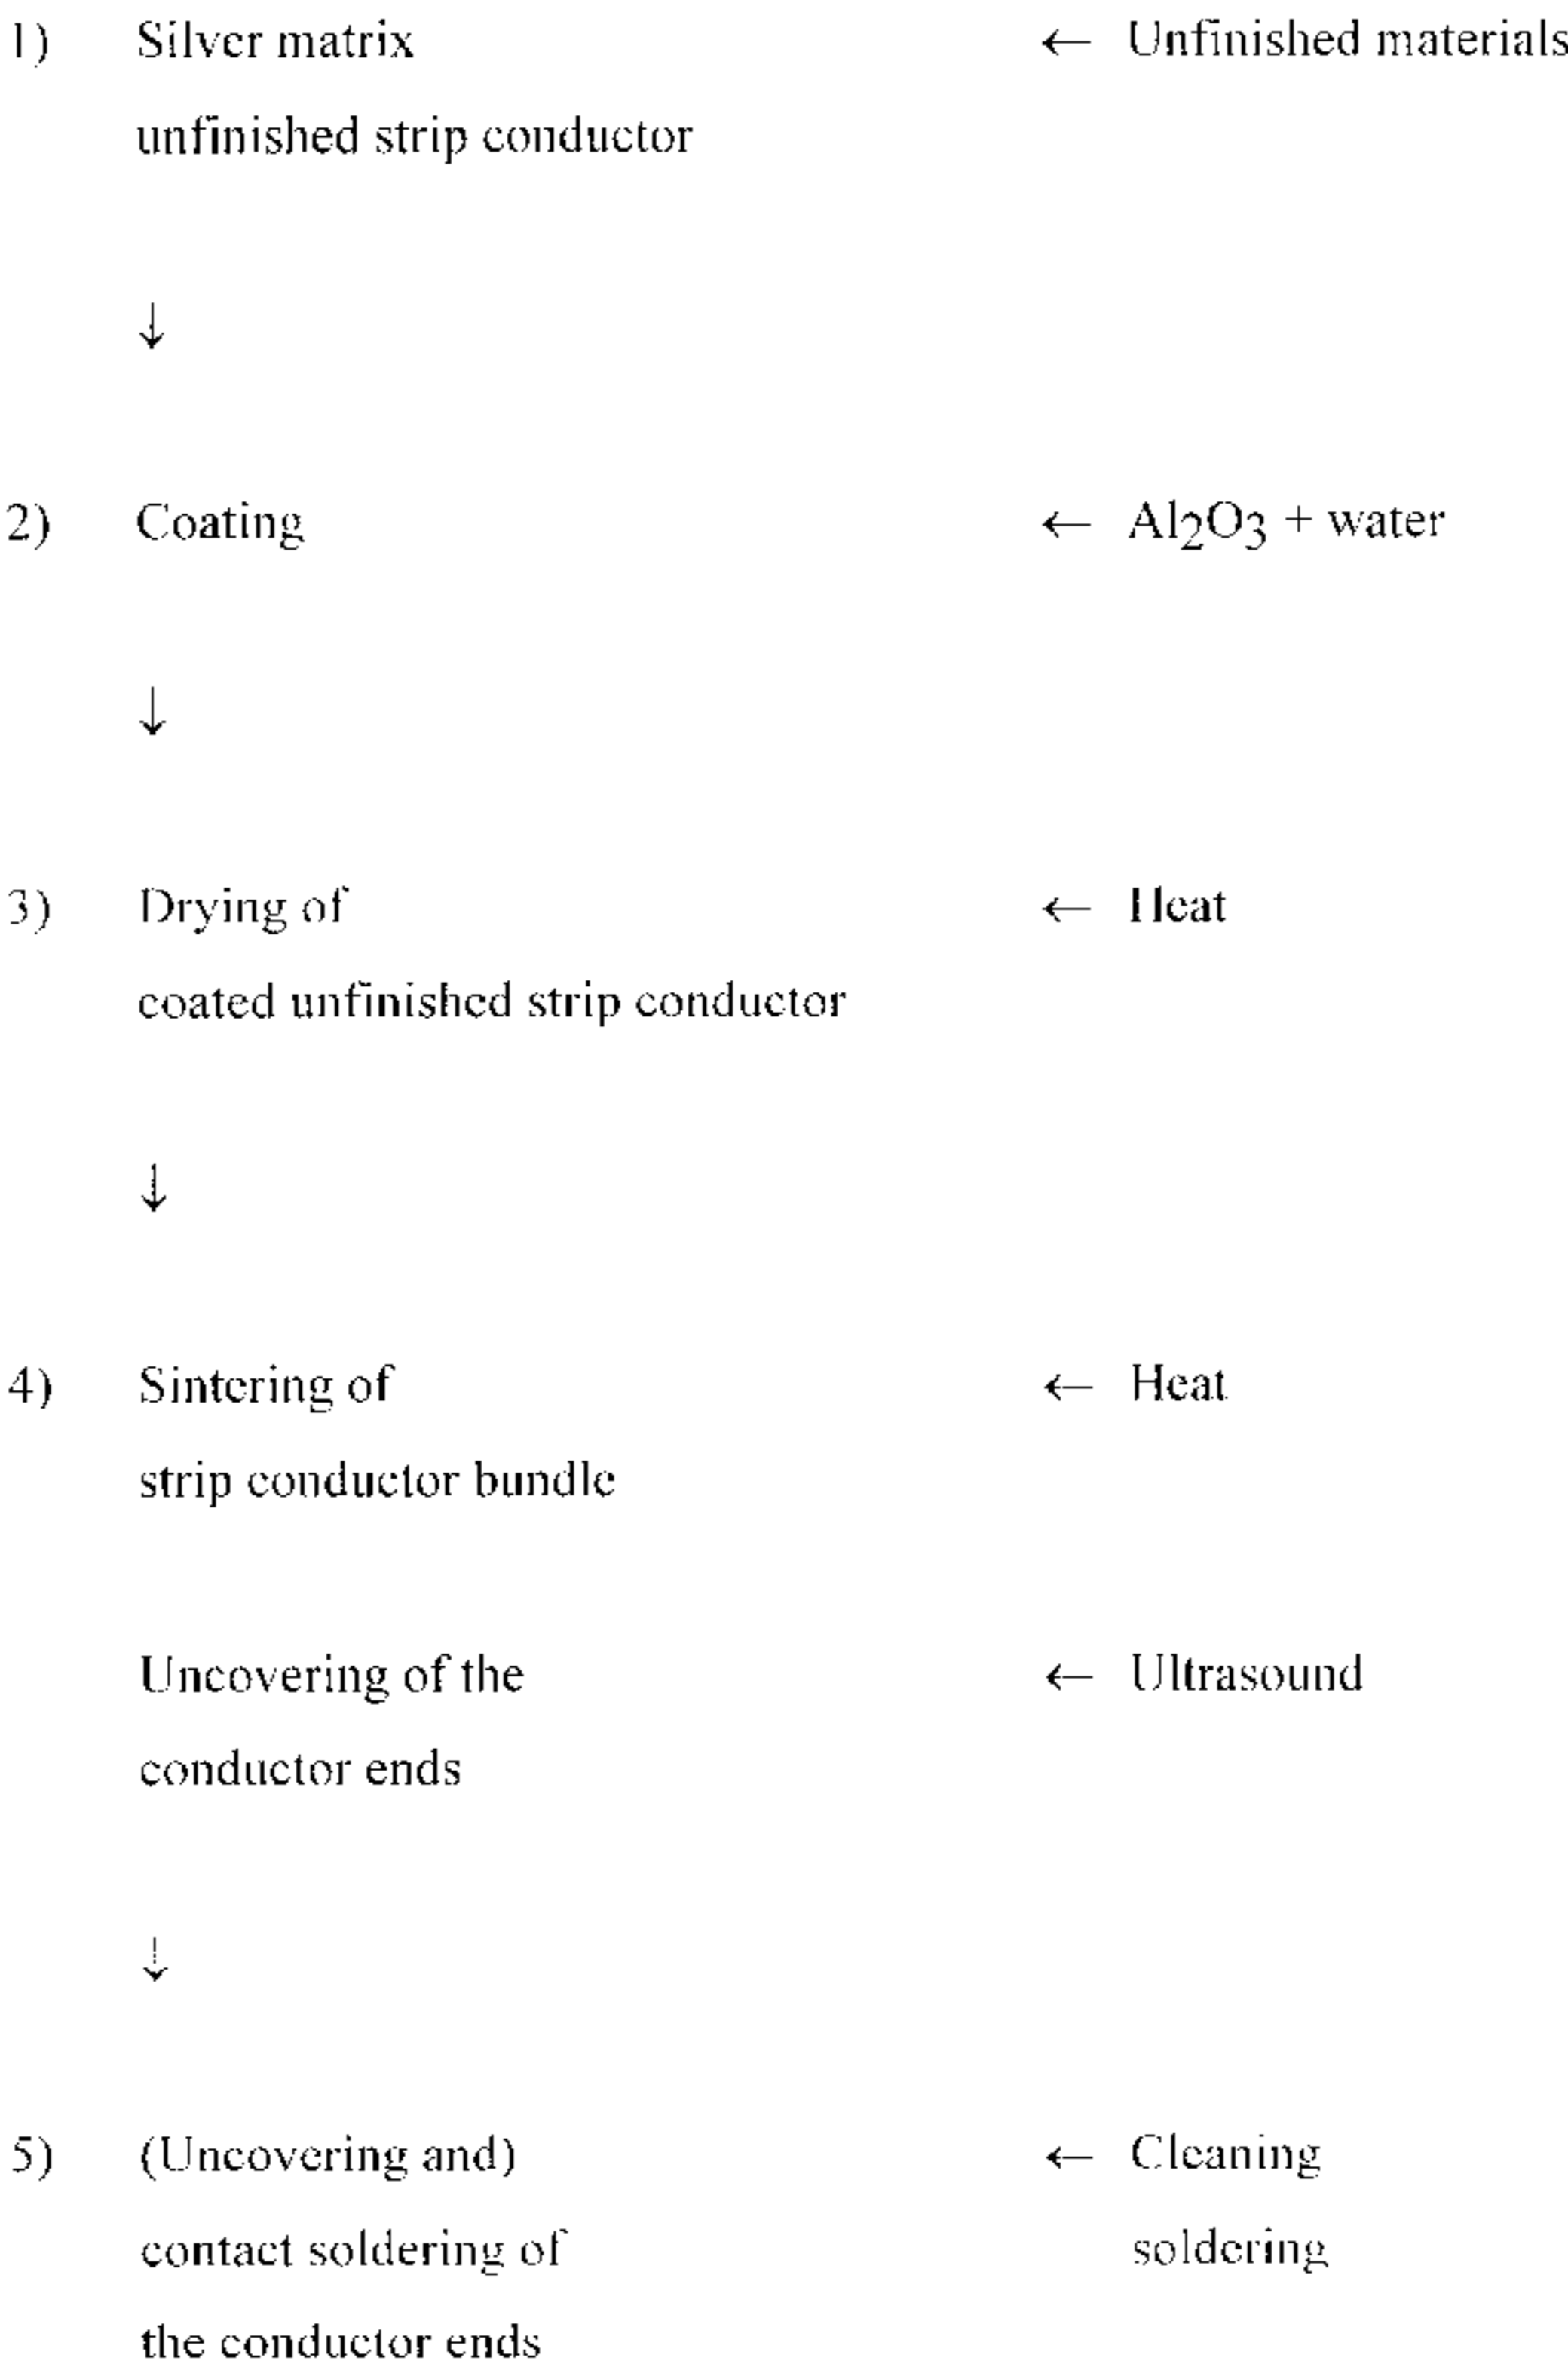 1) Silver matrix ← Unfinished materials
unfinished strip conductor
↓
2) Coating ← Al₂O₃ + water
↓
3) Drying of ← Heat
coated unfinished strip conductor
↓
4) Sintering of ← Heat
strip conductor bundle
Uncovering of the ← Ultrasound
conductor ends
↓
5) (Uncovering and) ← Cleaning
contact soldering of soldering
the conductor ends